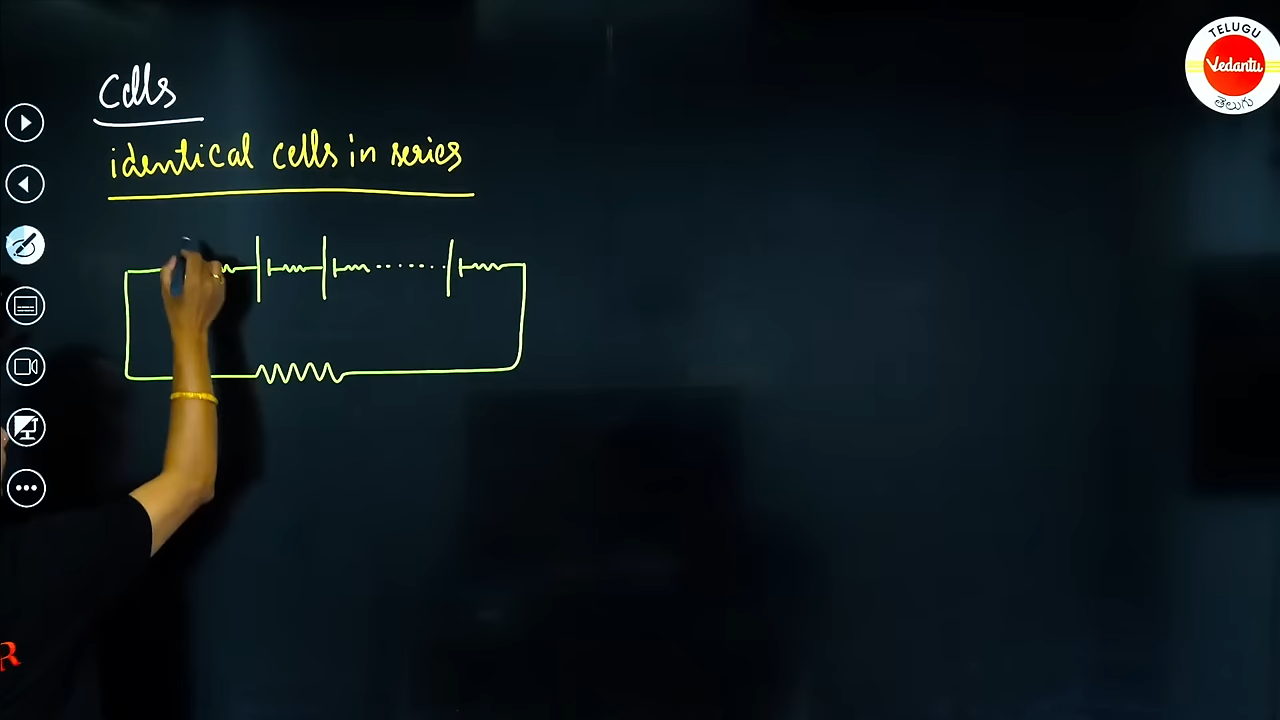 TELUGU
Vedantu
తెలుగు
Cells
identical cells in series
R